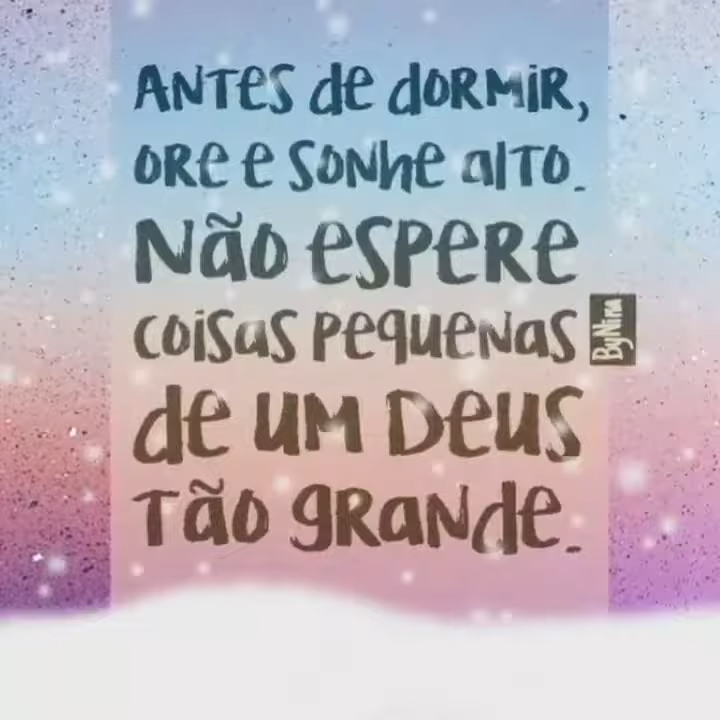 Antes de dormir,
ore e sonhe alto.
Não espere
coisas pequenas
ByNina
de um Deus
tão grande.